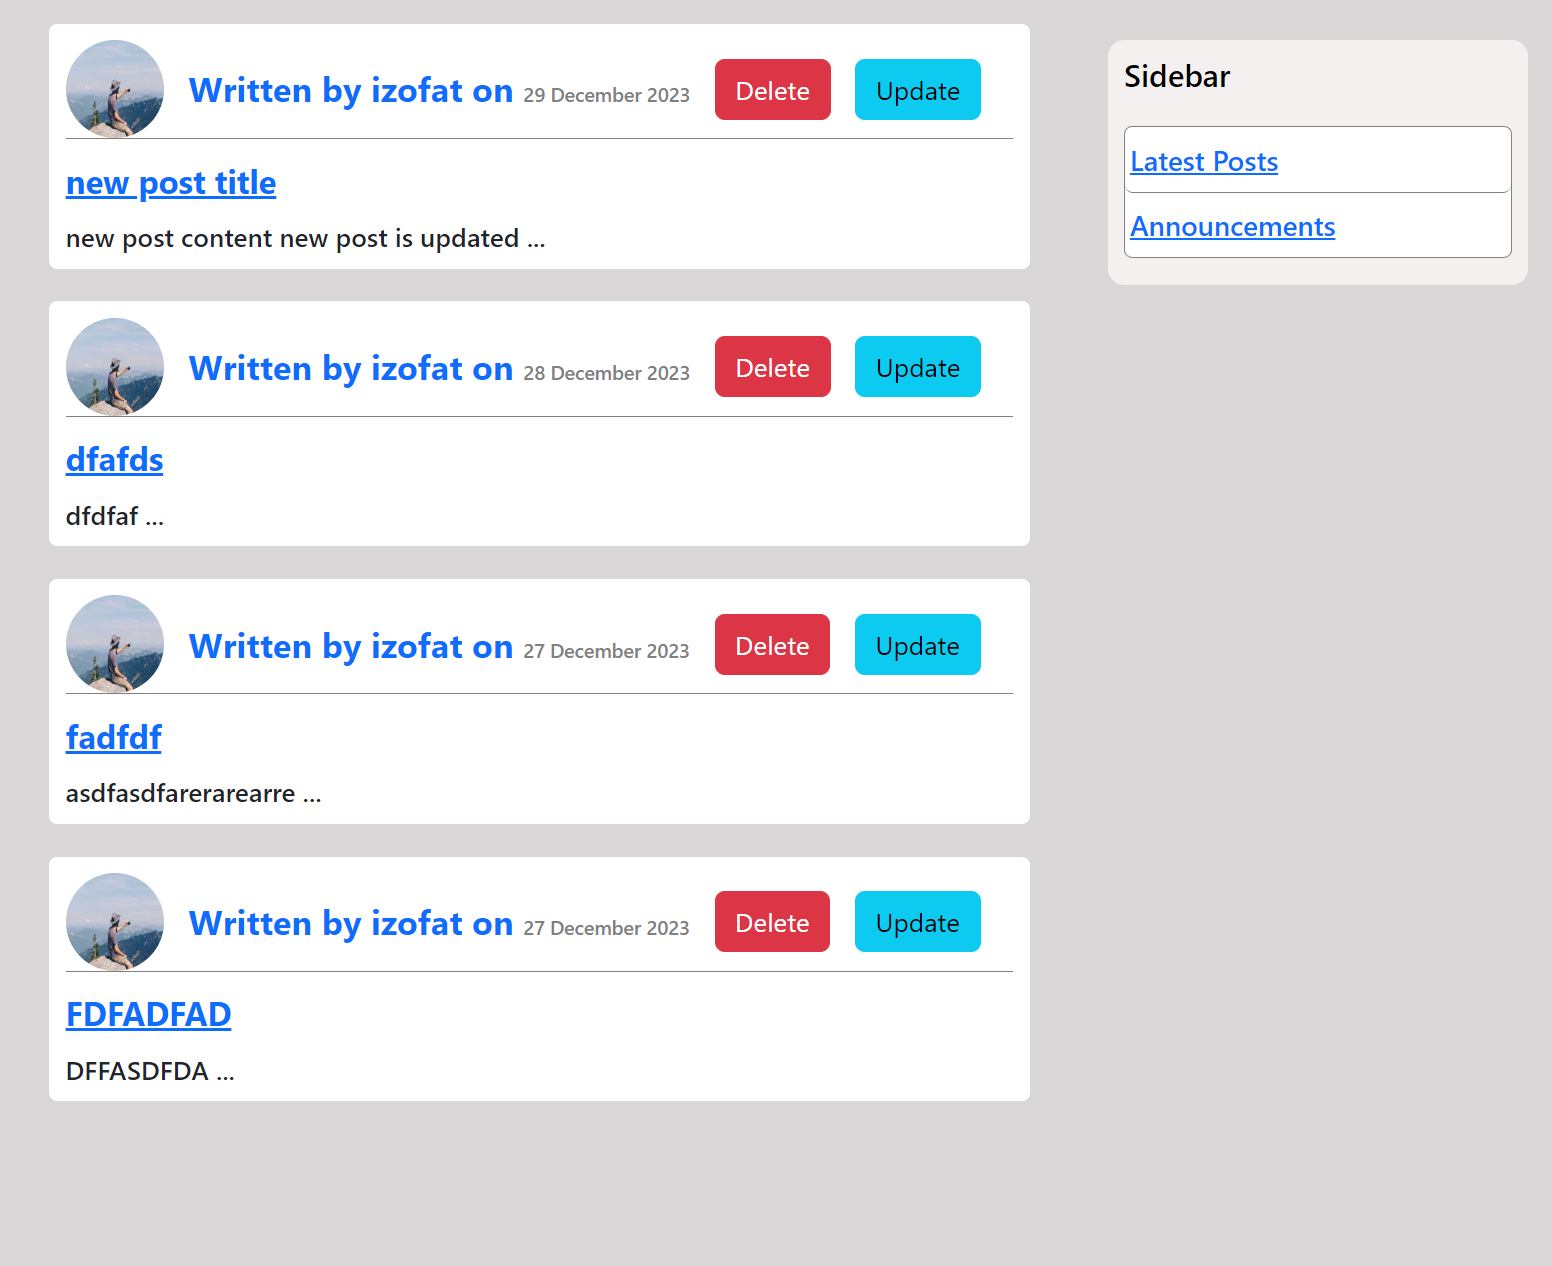 Written by izofat on 29 December 2023 Delete Update
new post title
new post content new post is updated ...
Written by izofat on 28 December 2023 Delete Update
dfafds
dfdfaf ...
Written by izofat on 27 December 2023 Delete Update
fadfdf
asdfasdfarerarearre ...
Written by izofat on 27 December 2023 Delete Update
FDFADFAD
DFFASDFDA ...
Sidebar
Latest Posts
Announcements